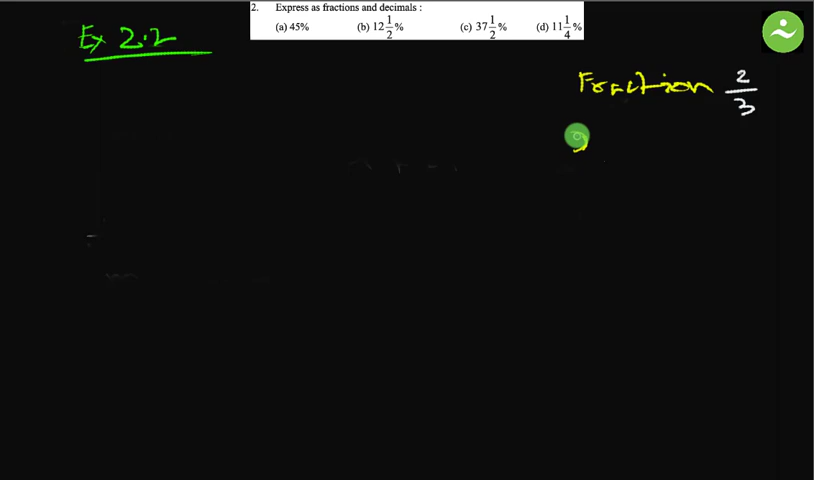 2. Express as fractions and decimals :
(a) 45% (b) 12 1/2 % (c) 37 1/2 % (d) 11 1/4 %
Ex 2.2
Fraction 2/3